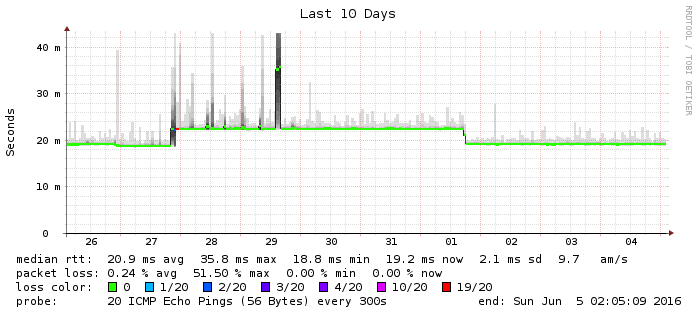 Last 10 Days
RRDTOOL / TOBI OETIKER
Seconds
40 m
30 m
20 m
10 m
0
26 27 28 29 30 31 01 02 03 04
median rtt: 20.9 ms avg 35.8 ms max 18.8 ms min 19.2 ms now 2.1 ms sd 9.7 am/s
packet loss: 0.24 % avg 51.50 % max 0.00 % min 0.00 % now
loss color: 0 1/20 2/20 3/20 4/20 10/20 19/20
probe: 20 ICMP Echo Pings (56 Bytes) every 300s end: Sun Jun 5 02:05:09 2016